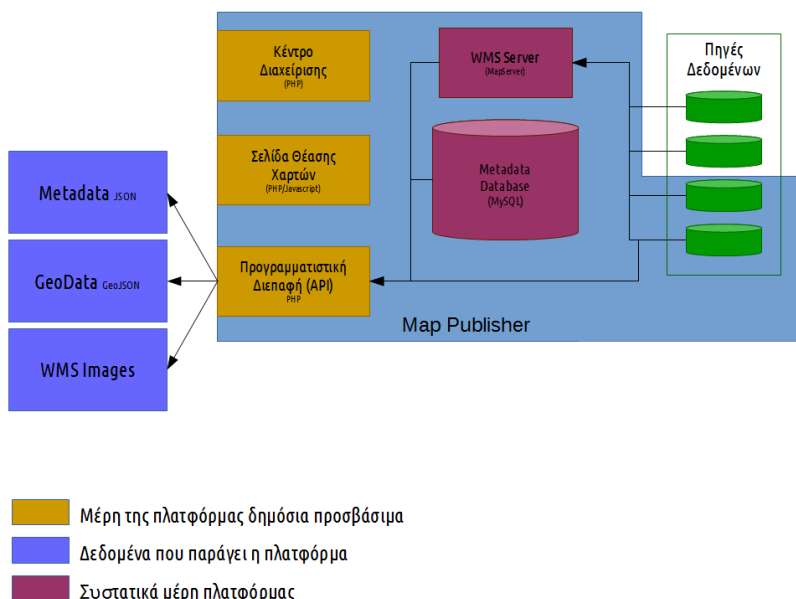 Κέντρο
Διαχείρισης
(PHP)
WMS Server
(MapServer)
Πηγές
Δεδομένων
Σελίδα Θέασης
Χαρτών
(PHP/Javascript)
Metadata
Database
(MySQL)
Metadata JSON
GeoData GeoJSON
WMS Images
Προγραμματιστική
Διεπαφή (API)
PHP
Map Publisher
Μέρη της πλατφόρμας δημόσια προσβάσιμα
Δεδομένα που παράγει η πλατφόρμα
Συστατικά μέρη πλατφόρμας